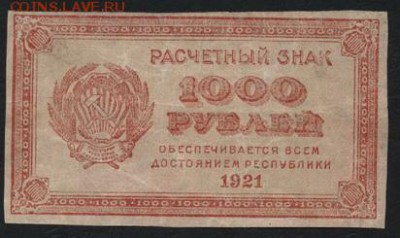 COINS.LAVE.RU
РАСЧЕТНЫЙ ЗНАК
1000
РУБЛЕЙ
ОБЕСПЕЧИВАЕТСЯ ВСЕМ
ДОСТОЯНИЕМ РЕСПУБЛИКИ
1921